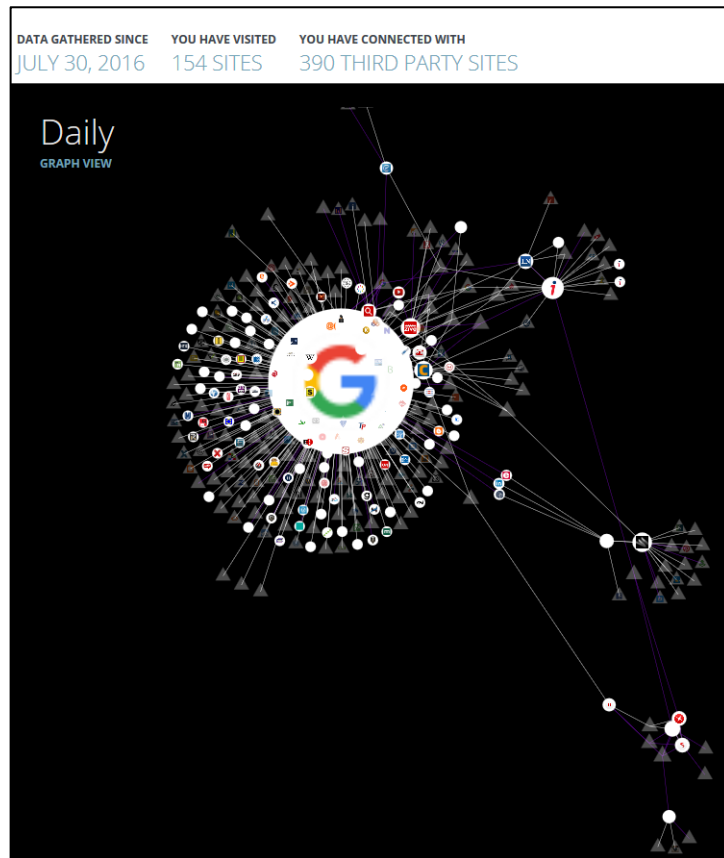 DATA GATHERED SINCE
JULY 30, 2016
YOU HAVE VISITED
154 SITES
YOU HAVE CONNECTED WITH
390 THIRD PARTY SITES
Daily
GRAPH VIEW